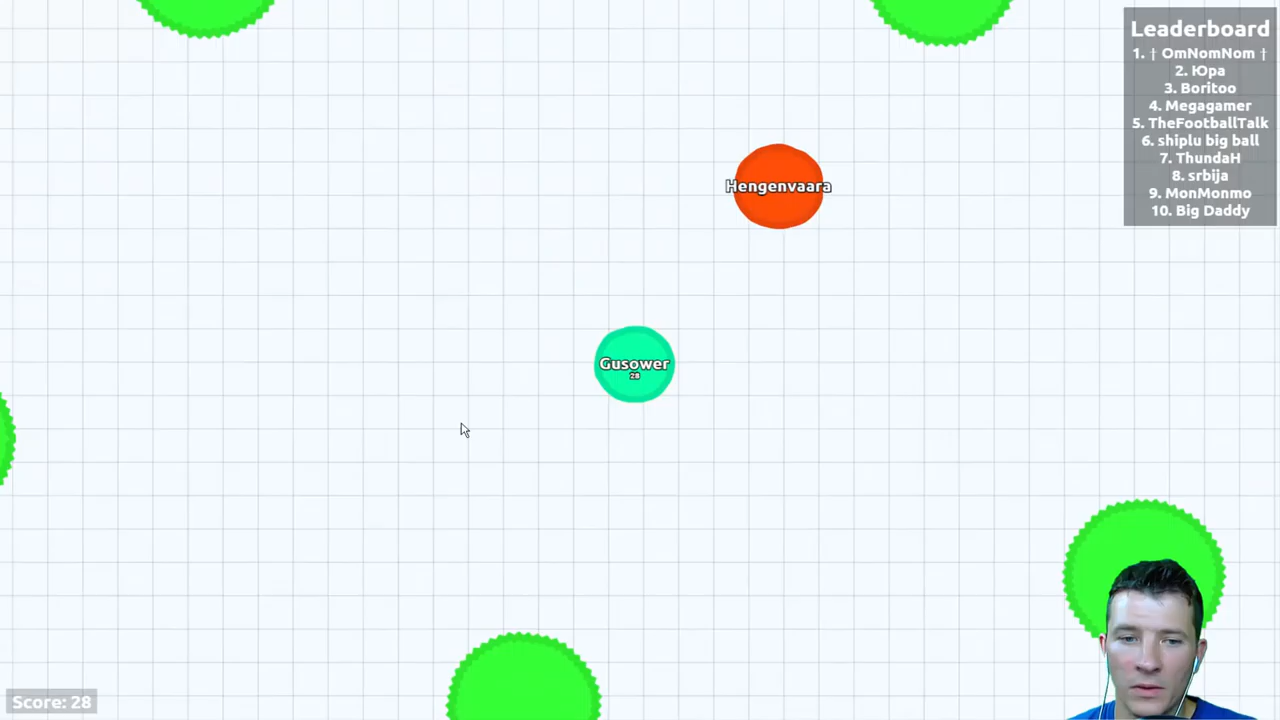 Leaderboard
1. † OmNomNom †
2. Юра
3. Boritoo
4. Megagamer
5. TheFootballTalk
6. shiplu big ball
7. ThundaH
8. srbija
9. MonMonmo
10. Big Daddy
Hengenvaara
Gusower
28
Score: 28